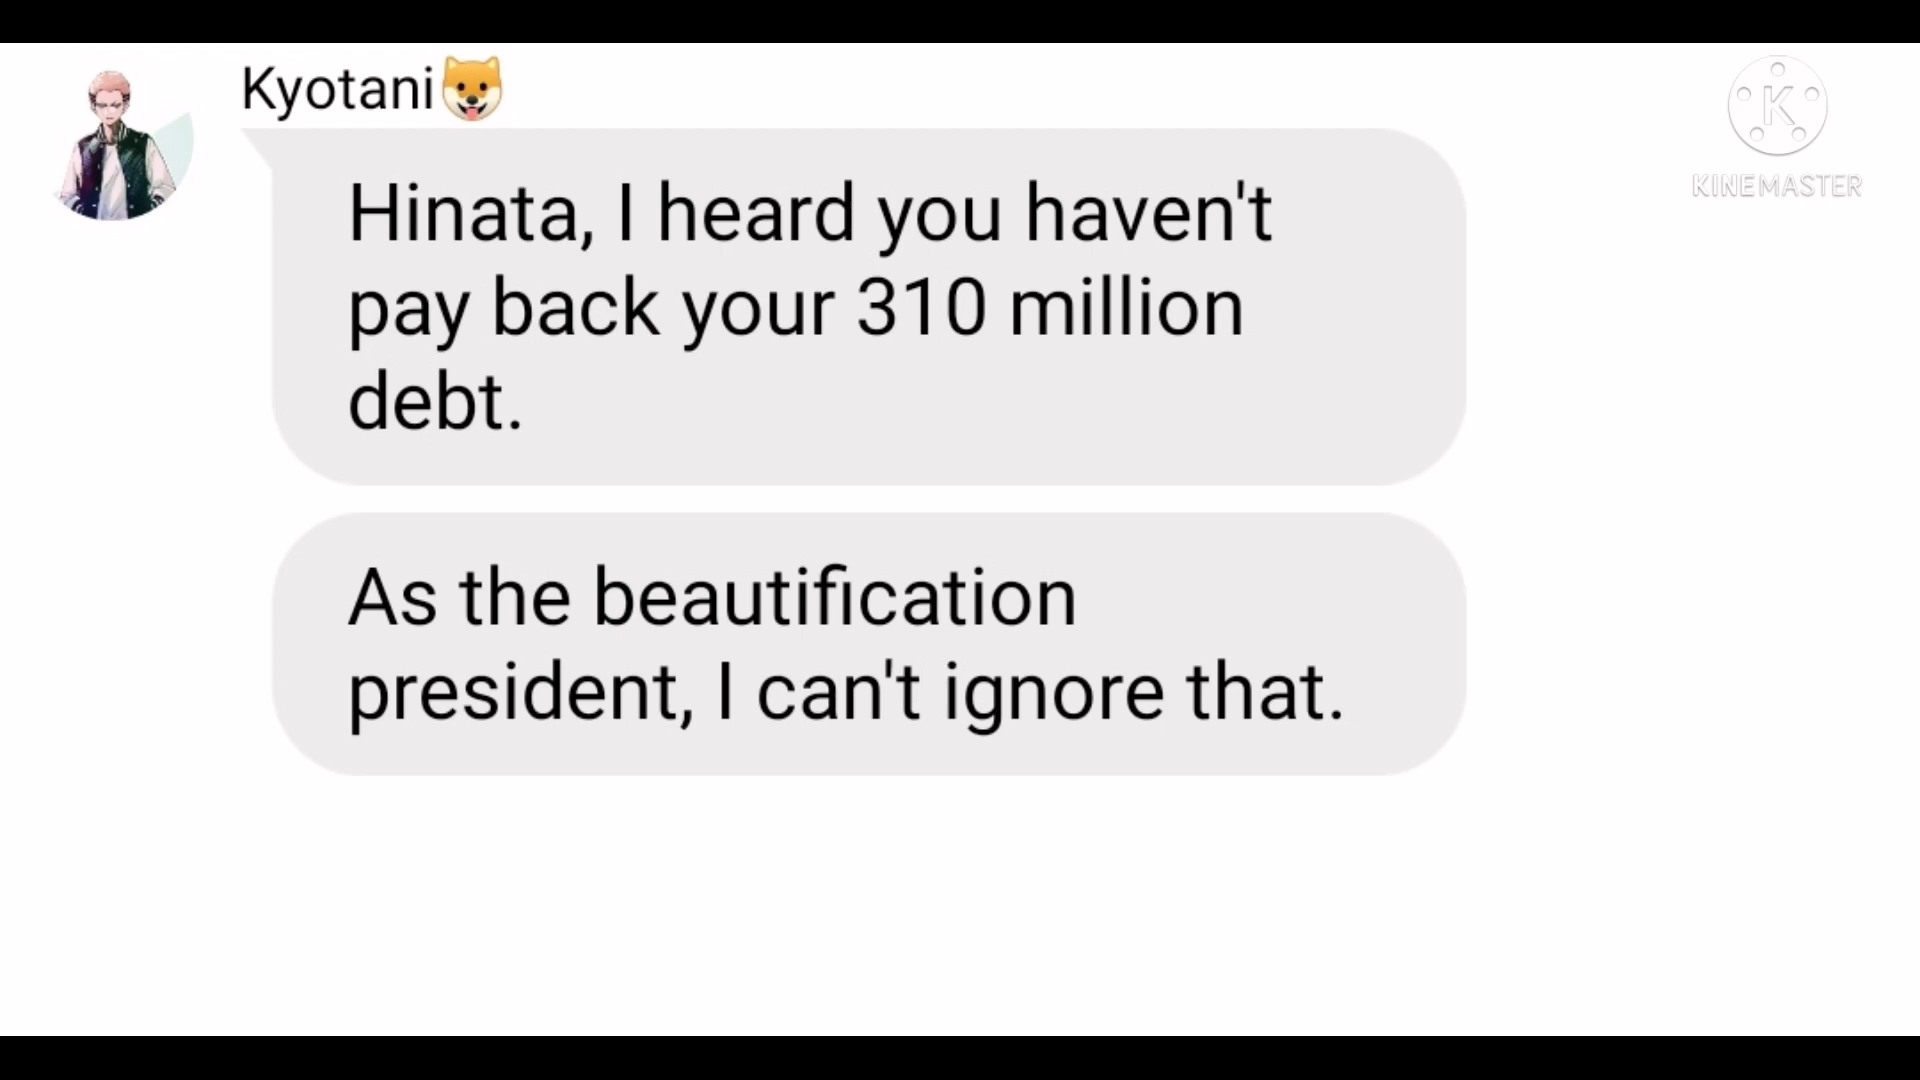 Kyotani🐶
K
KINEMASTER
Hinata, I heard you haven't
pay back your 310 million
debt.
As the beautification
president, I can't ignore that.